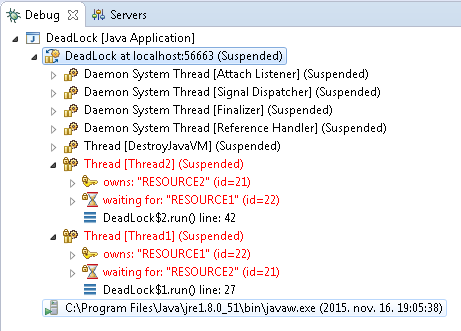 Debug Servers
DeadLock [Java Application]
DeadLock at localhost:56663 (Suspended)
Daemon System Thread [Attach Listener] (Suspended)
Daemon System Thread [Signal Dispatcher] (Suspended)
Daemon System Thread [Finalizer] (Suspended)
Daemon System Thread [Reference Handler] (Suspended)
Thread [DestroyJavaVM] (Suspended)
Thread [Thread2] (Suspended)
owns: "RESOURCE2" (id=21)
waiting for: "RESOURCE1" (id=22)
DeadLock$2.run() line: 42
Thread [Thread1] (Suspended)
owns: "RESOURCE1" (id=22)
waiting for: "RESOURCE2" (id=21)
DeadLock$1.run() line: 27
C:\Program Files\Java\jre1.8.0_51\bin\javaw.exe (2015. nov. 16. 19:05:38)